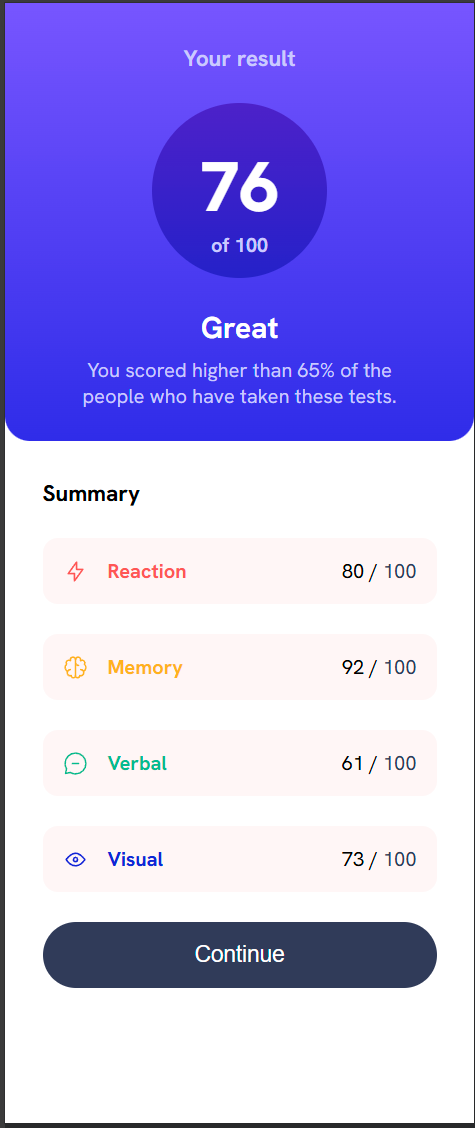 Your result
76
of 100
Great
You scored higher than 65% of the
people who have taken these tests.
Summary
Reaction 80 / 100
Memory 92 / 100
Verbal 61 / 100
Visual 73 / 100
Continue